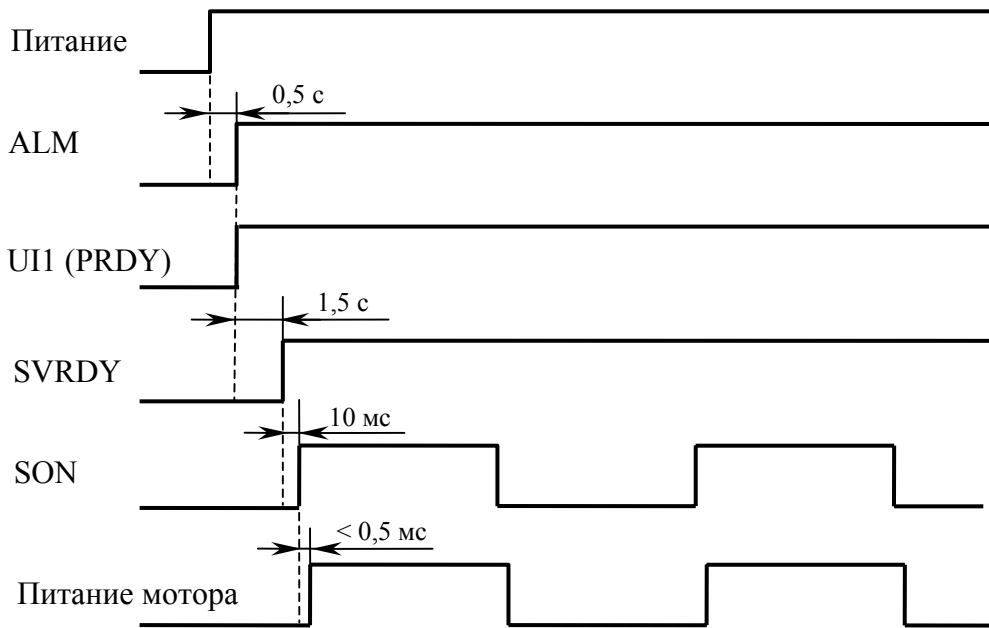 Питание
0,5 с
ALM
UI1 (PRDY)
1,5 с
SVRDY
10 мс
SON
< 0,5 мс
Питание мотора